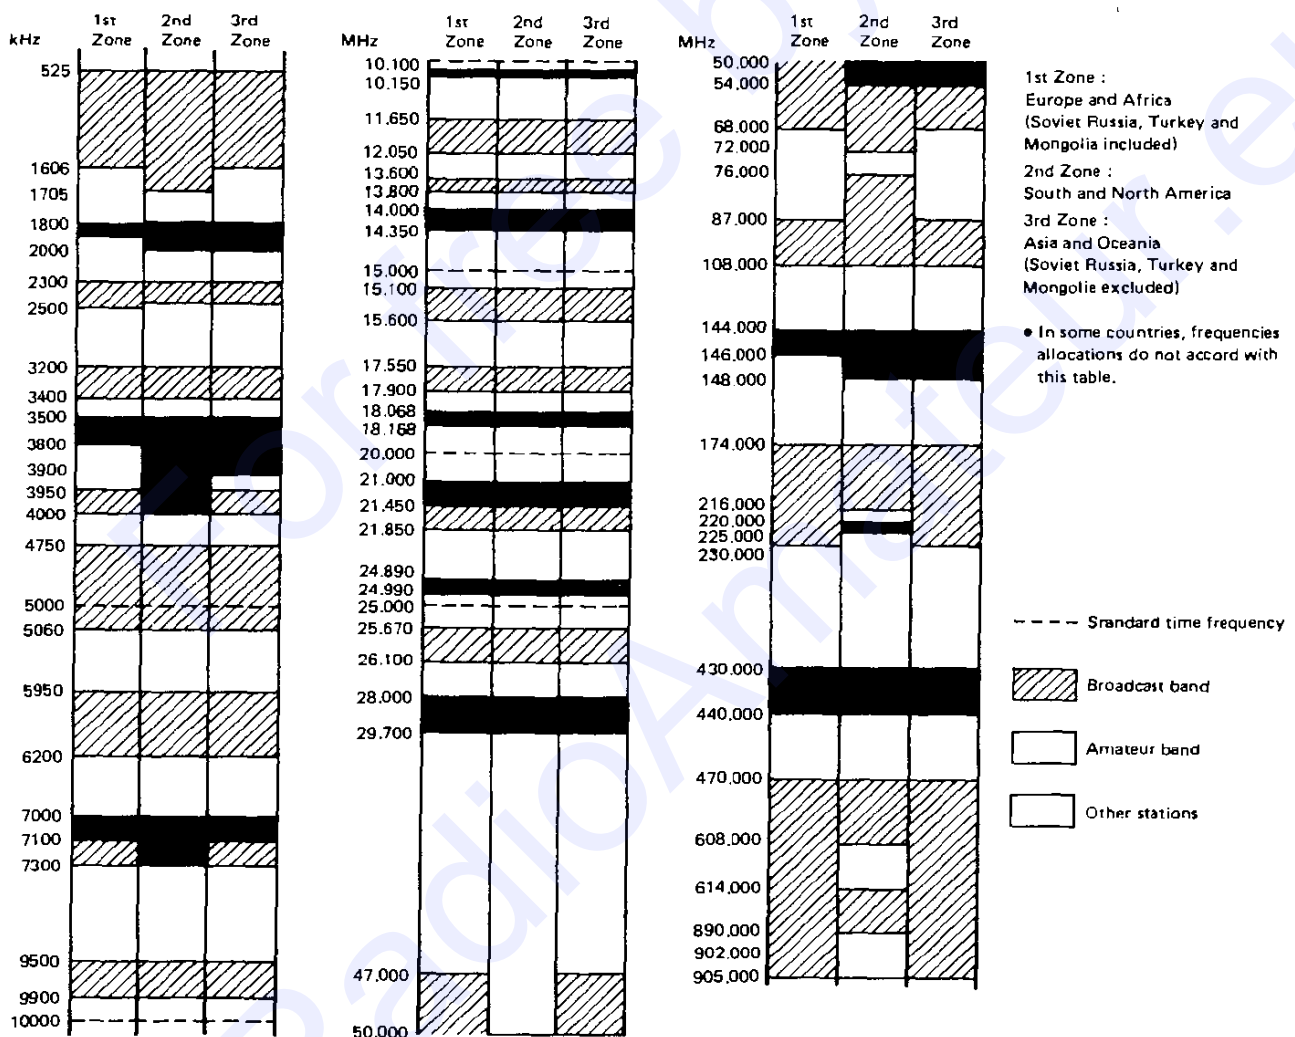 kHz
1st Zone
2nd Zone
3rd Zone
525
1606
1705
1800
2000
2300
2500
3200
3400
3500
3800
3900
3950
4000
4750
5000
5060
5950
6200
7000
7100
7300
9500
9900
10000
MHz
1st Zone
2nd Zone
3rd Zone
10.100
10.150
11.650
12.050
13.600
13.800
14.000
14.350
15.000
15.100
15.600
17.550
17.900
18.068
18.168
20.000
21.000
21.450
21.850
24.890
24.990
25.000
25.670
26.100
28.000
29.700
47.000
50.000
MHz
1st Zone
2nd Zone
3rd Zone
50.000
54.000
68.000
72.000
76.000
87.000
108.000
144.000
146.000
148.000
174.000
216.000
220.000
225.000
230.000
430.000
440.000
470.000
608.000
614.000
890.000
902.000
905.000
1st Zone :
Europe and Africa
(Soviet Russia, Turkey and
Mongolia included)
2nd Zone :
South and North America
3rd Zone :
Asia and Oceania
(Soviet Russia, Turkey and
Mongolie excluded)
• In some countries, frequencies
allocations do not accord with
this table.
Srandard time frequency
Broadcast band
Amateur band
Other stations
For free by
RadioAmateur.eu